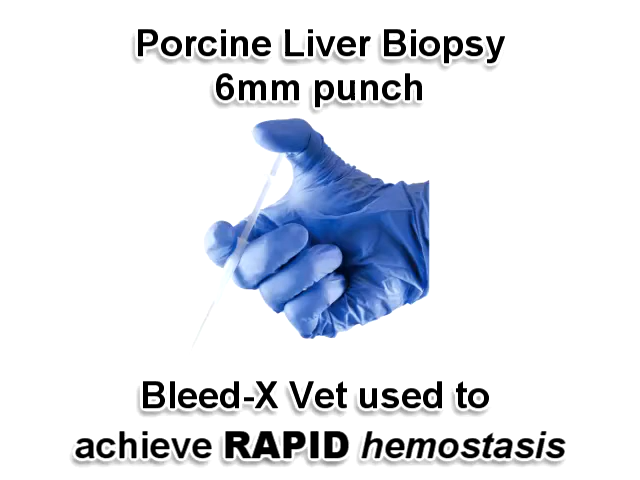 Porcine Liver Biopsy
6mm punch
Bleed-X Vet used to
achieve RAPID hemostasis